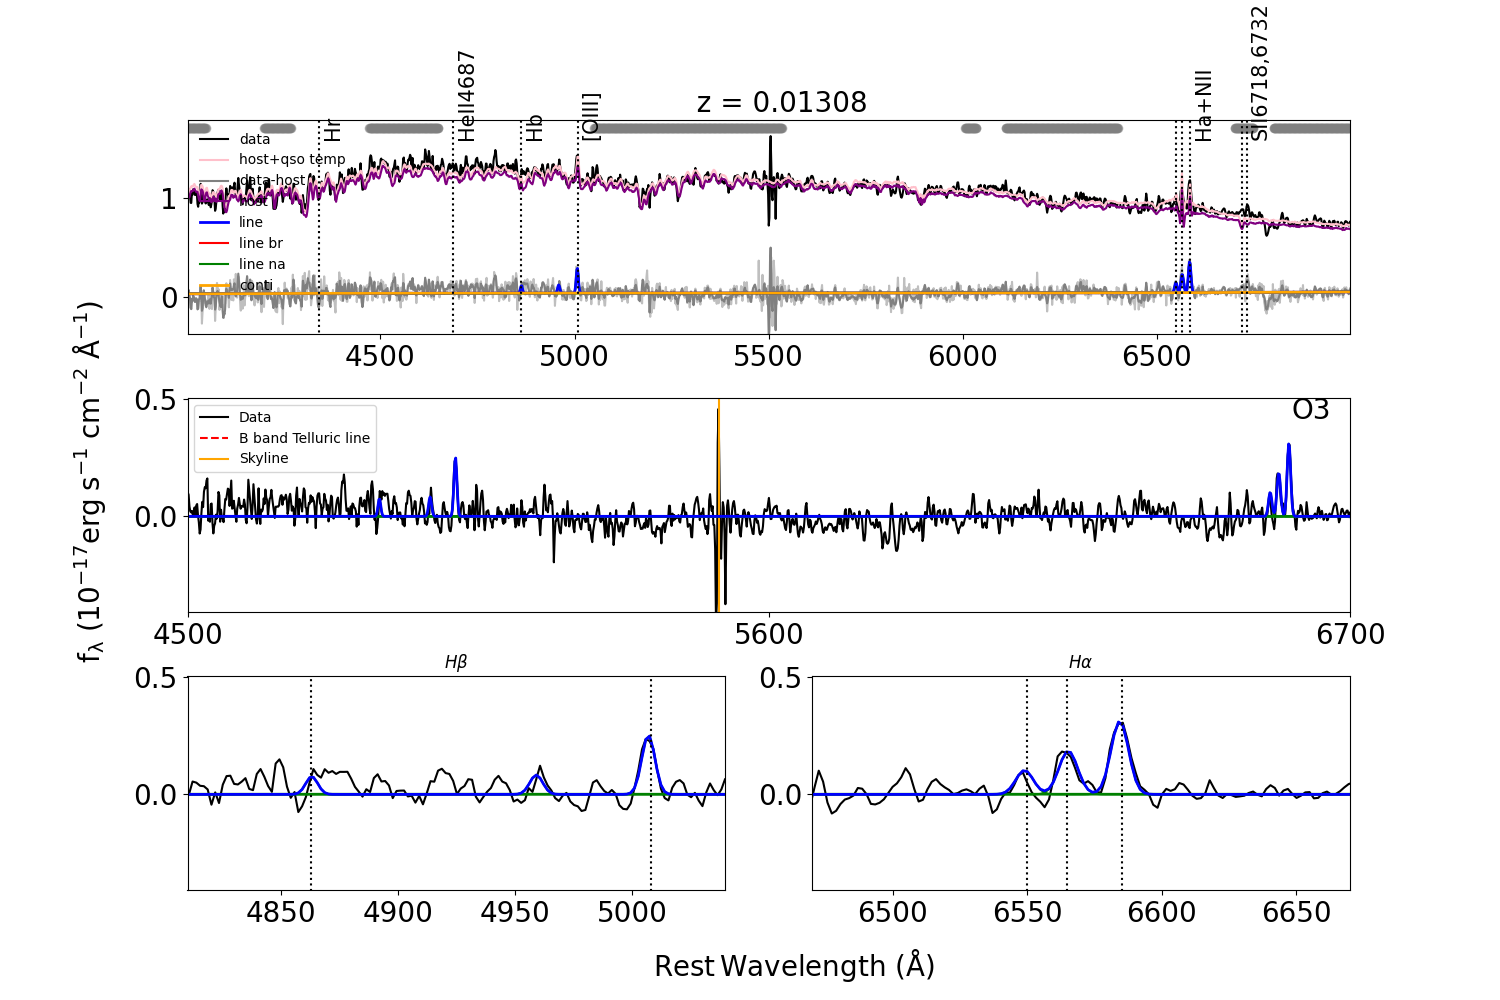 z = 0.01308
Hr
HeII4687
Hb
[OIII]
Ha+NII
SII6718,6732
data
host+qso temp
data-host
host
line
line br
line na
conti
1
0
4500
5000
5500
6000
6500
fλ (10⁻¹⁷erg s⁻¹ cm⁻² Å⁻¹)
0.5
0.0
Data
B band Telluric line
Skyline
O3
4500
5600
6700
Hβ
0.5
0.0
4850
4900
4950
5000
Hα
0.5
0.0
6500
6550
6600
6650
Rest Wavelength (Å)